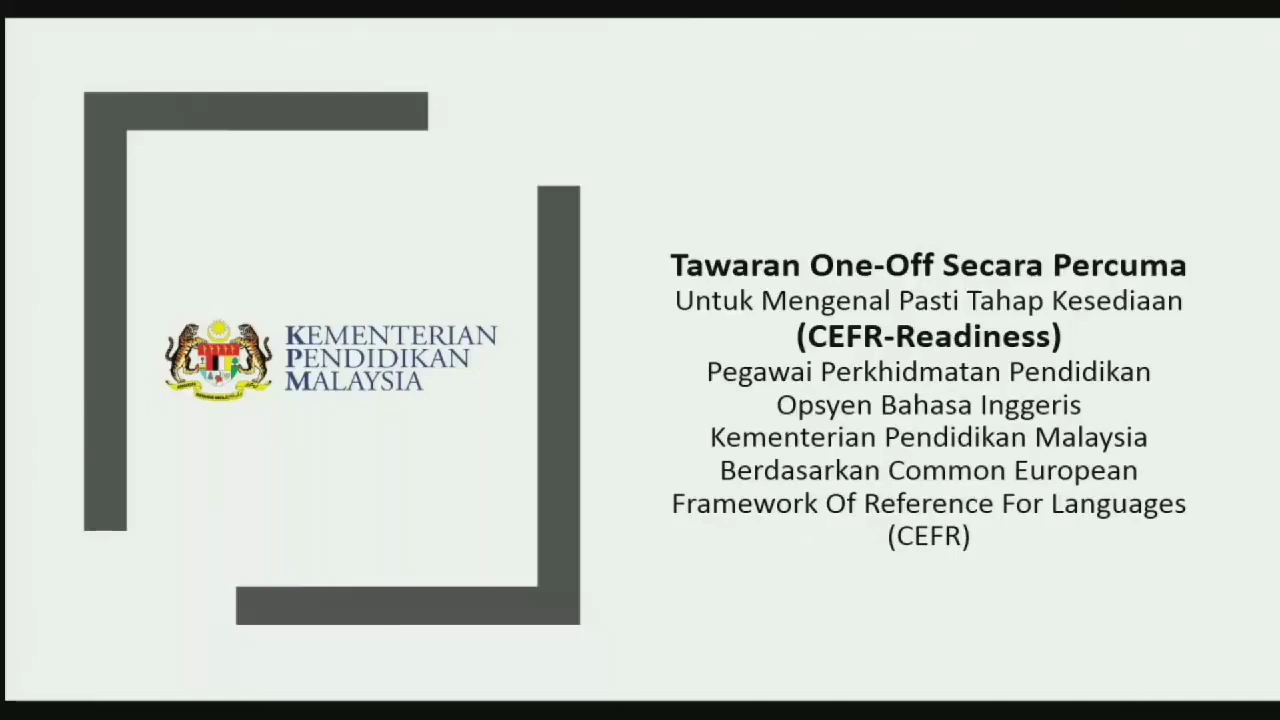 KEMENTERIAN
PENDIDIKAN
MALAYSIA
Tawaran One-Off Secara Percuma
Untuk Mengenal Pasti Tahap Kesediaan
(CEFR-Readiness)
Pegawai Perkhidmatan Pendidikan
Opsyen Bahasa Inggeris
Kementerian Pendidikan Malaysia
Berdasarkan Common European
Framework Of Reference For Languages
(CEFR)